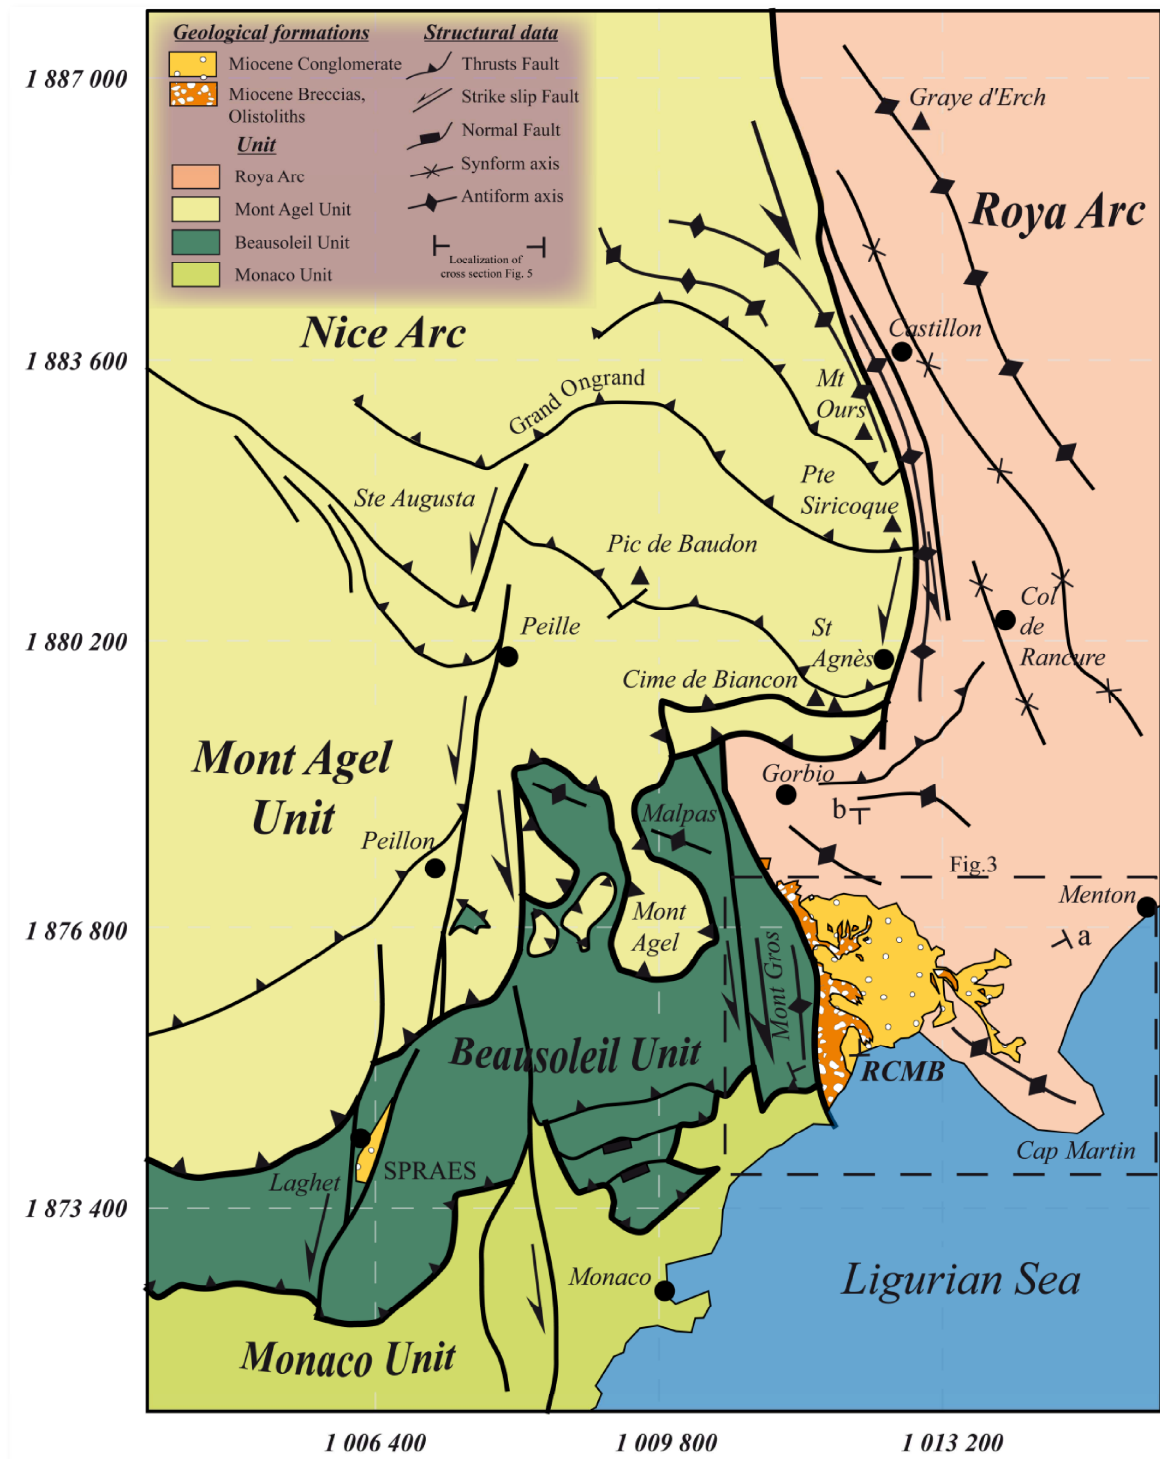 Geological formations
Miocene Conglomerate
Miocene Breccias,
Olistoliths
Unit
Roya Arc
Mont Agel Unit
Beausoleil Unit
Monaco Unit
Structural data
Thrusts Fault
Strike slip Fault
Normal Fault
Synform axis
Antiform axis
Localization of
cross section Fig. 5
1 887 000
1 883 600
1 880 200
1 876 800
1 873 400
Graye d'Erch
Roya Arc
Nice Arc
Castillon
Mt
Ours
Grand Ongrand
Pte
Siricoque
Ste Augusta
Pic de Baudon
Col
de
Rancure
Peille
St
Agnès
Cime de Biancon
Mont Agel
Unit
Gorbio
b
Malpas
Peillon
Fig.3
Menton
Mont
Agel
a
Mont Gros
Beausoleil Unit
RCMB
Cap Martin
Laghet
SPRAES
Monaco
Ligurian Sea
Monaco Unit
1 006 400
1 009 800
1 013 200